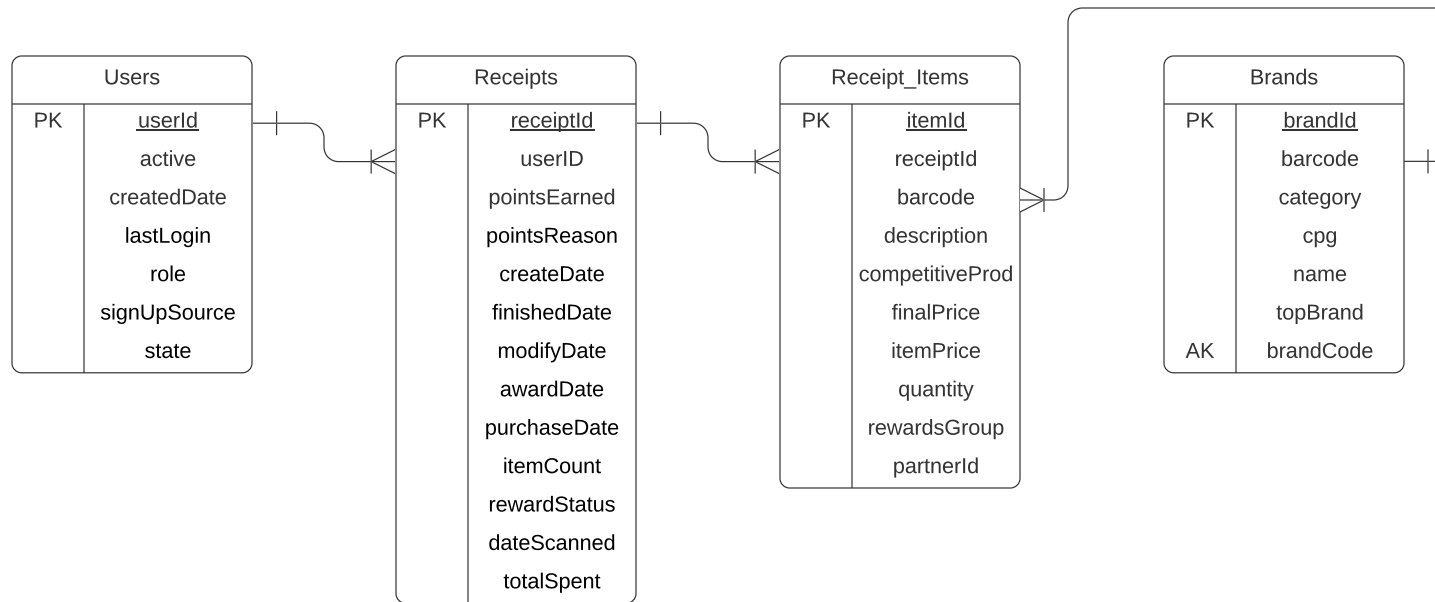 Users
PK userId
active
createdDate
lastLogin
role
signUpSource
state
Receipts
PK receiptId
userID
pointsEarned
pointsReason
createDate
finishedDate
modifyDate
awardDate
purchaseDate
itemCount
rewardStatus
dateScanned
totalSpent
Receipt_Items
PK itemId
receiptId
barcode
description
competitiveProd
finalPrice
itemPrice
quantity
rewardsGroup
partnerId
Brands
PK brandId
barcode
category
cpg
name
topBrand
AK brandCode